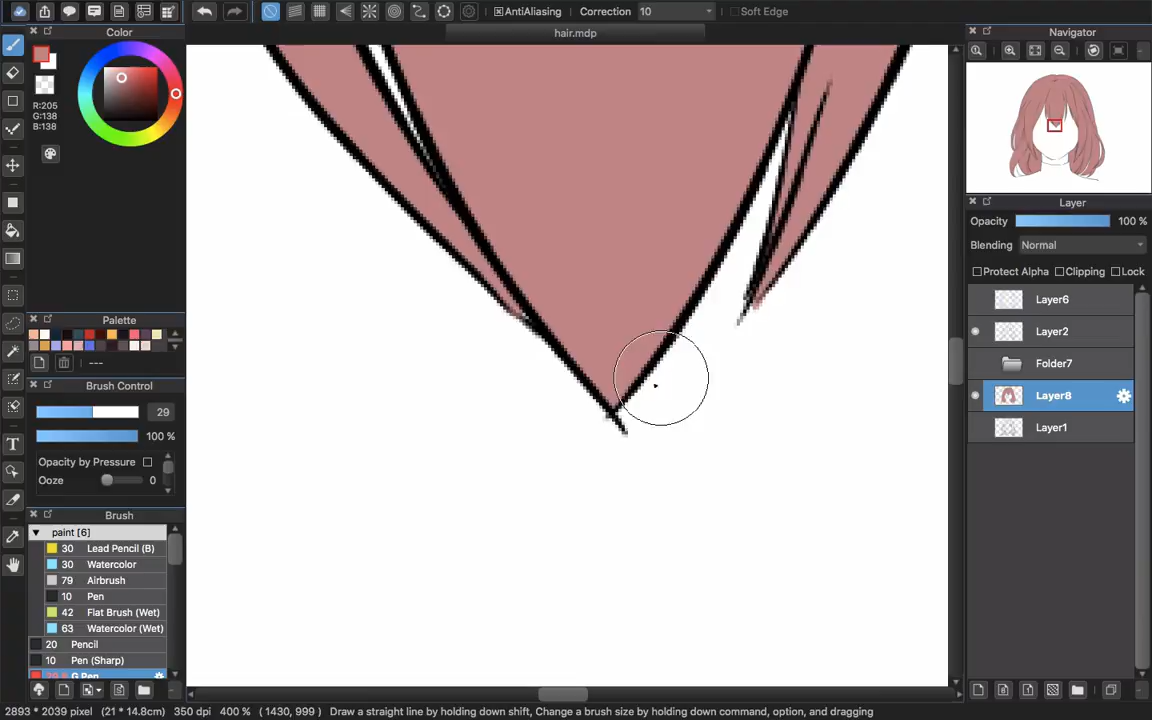 AntiAliasing Correction 10 Soft Edge
hair.mdp
Color
R:205
G:138
B:138
Palette
---
Brush Control
29
100 %
Opacity by Pressure
Ooze 0
Brush
paint [6]
30 Lead Pencil (B)
30 Watercolor
79 Airbrush
10 Pen
42 Flat Brush (Wet)
63 Watercolor (Wet)
20 Pencil
10 Pen (Sharp)
G Pen
Navigator
Layer
Opacity 100 %
Blending Normal
Protect Alpha Clipping Lock
Layer6
Layer2
Folder7
Layer8
Layer1
2893 * 2039 pixel (21 * 14.8cm) 350 dpi 400 % ( 1430, 999 ) Draw a straight line by holding down shift, Change a brush size by holding down command, option, and dragging